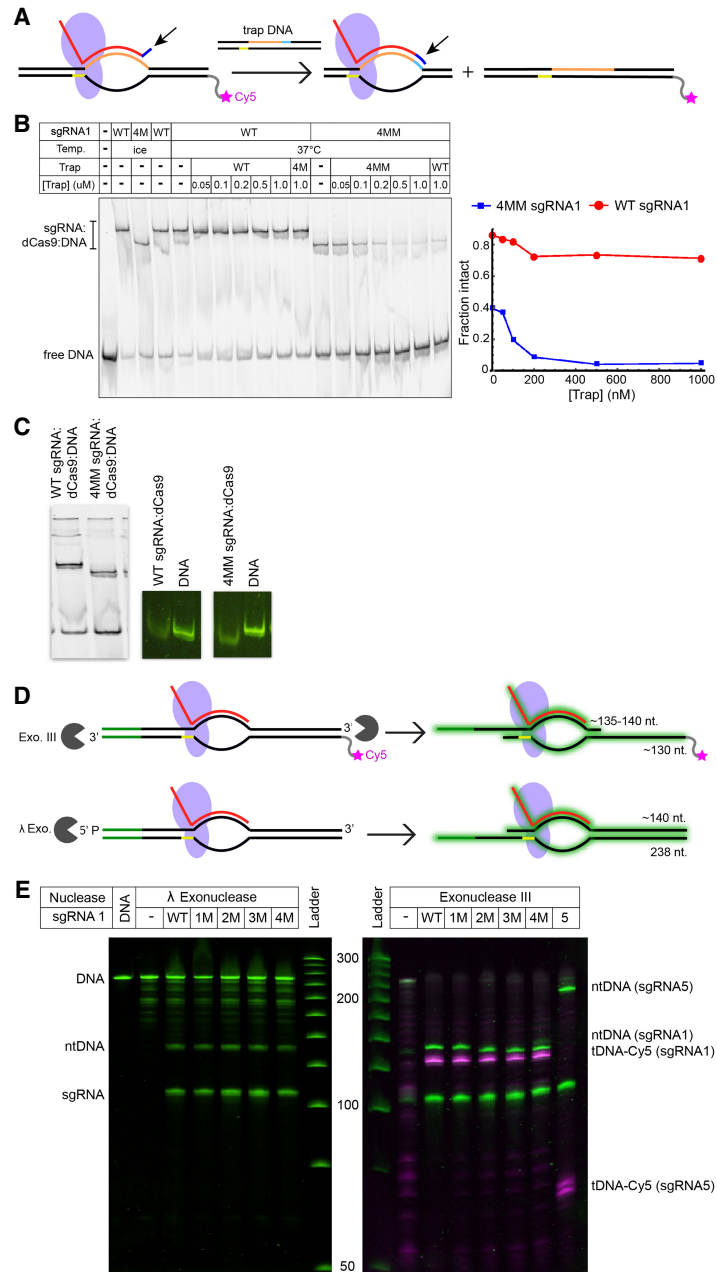 A
trap DNA
Cy5
+
B
sgRNA1 - WT 4M WT WT 4MM
Temp. - ice 37°C
Trap - - - - - WT 4M - 4MM WT
[Trap] (uM) - - - - - 0.05 0.1 0.2 0.5 1.0 1.0 - 0.05 0.1 0.2 0.5 1.0 1.0
sgRNA:
dCas9:DNA
free DNA
4MM sgRNA1 WT sgRNA1
Fraction intact
0.8
0.6
0.4
0.2
0
0 200 400 600 800 1000
[Trap] (nM)
C
WT sgRNA:
dCas9:DNA
4MM sgRNA:
dCas9:DNA
WT sgRNA:dCas9
DNA
4MM sgRNA:dCas9
DNA
D
Exo. III 3' 3'
Cy5
~135-140 nt.
~130 nt.
λ Exo. 5' P 3'
~140 nt.
238 nt.
E
Nuclease DNA λ Exonuclease Ladder
sgRNA 1 - WT 1M 2M 3M 4M
Ladder Exonuclease III
- WT 1M 2M 3M 4M 5
DNA
ntDNA
sgRNA
300
200
100
50
ntDNA (sgRNA5)
ntDNA (sgRNA1)
tDNA-Cy5 (sgRNA1)
tDNA-Cy5 (sgRNA5)